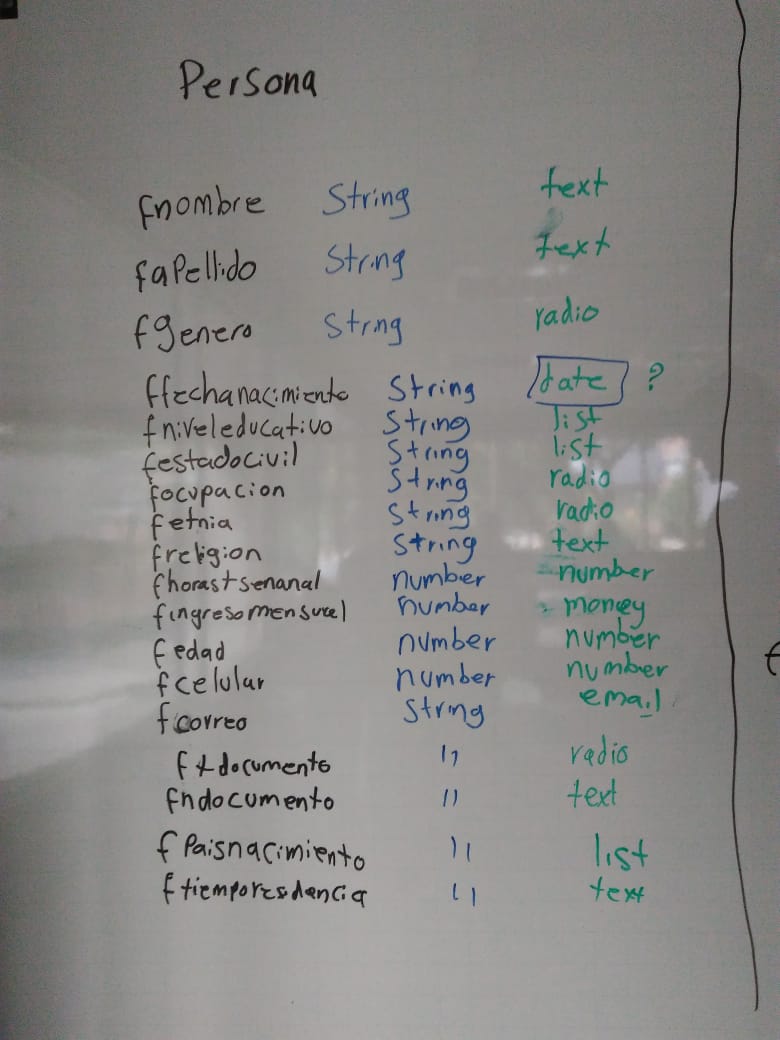 Persona
fnombre String text
fapellido String text
fgenero Strng radio
ffechanacimiento String date ?
fniveleducativo String list
festadocivil String list
focupacion String radio
fetnia String radio
freligion String text
fhorastsemanal number number
fingresomensual number money
fedad number number
fcelular number number
fcorreo String email
ftdocumento " radio
fndocumento " text
fpaisnacimiento " list
ftiemporesdencia " text